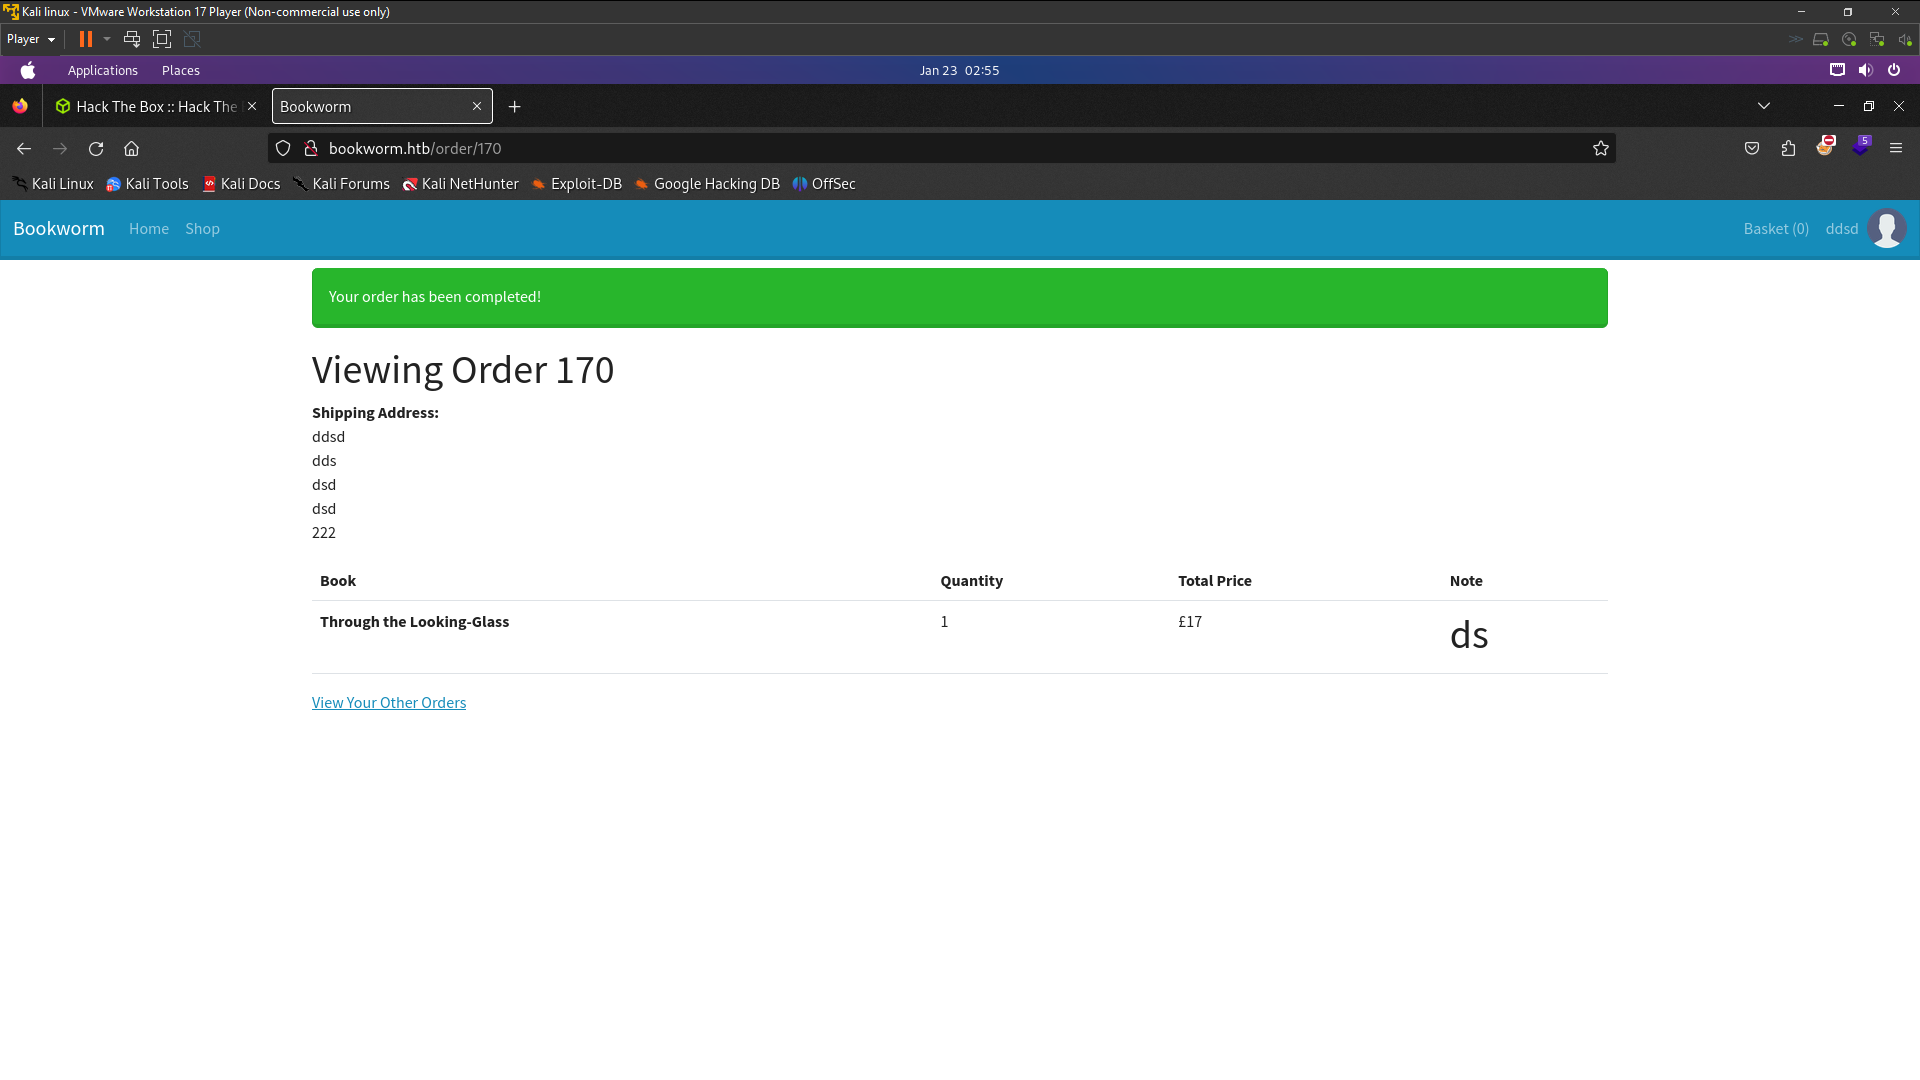 Kali linux - VMware Workstation 17 Player (Non-commercial use only)
Player
Applications Places Jan 23 02:55
Hack The Box :: Hack The Bookworm
bookworm.htb/order/170
Kali Linux Kali Tools Kali Docs Kali Forums Kali NetHunter Exploit-DB Google Hacking DB OffSec
Bookworm Home Shop Basket (0) ddsd
5
Your order has been completed!
Viewing Order 170
Shipping Address:
ddsd
dds
dsd
dsd
222
Book Quantity Total Price Note
Through the Looking-Glass 1 £17 ds
View Your Other Orders